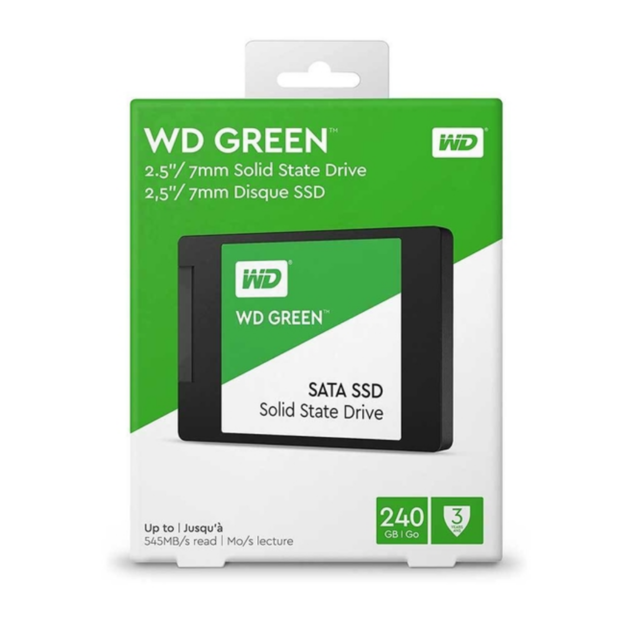 WD GREEN™
WD®
2.5"/ 7mm Solid State Drive
2,5"/ 7mm Disque SSD
WD®
WD GREEN™
SATA SSD
Solid State Drive
Up to | Jusqu'à
545MB/s read | Mo/s lecture
240
GB | Go
3
YEARS